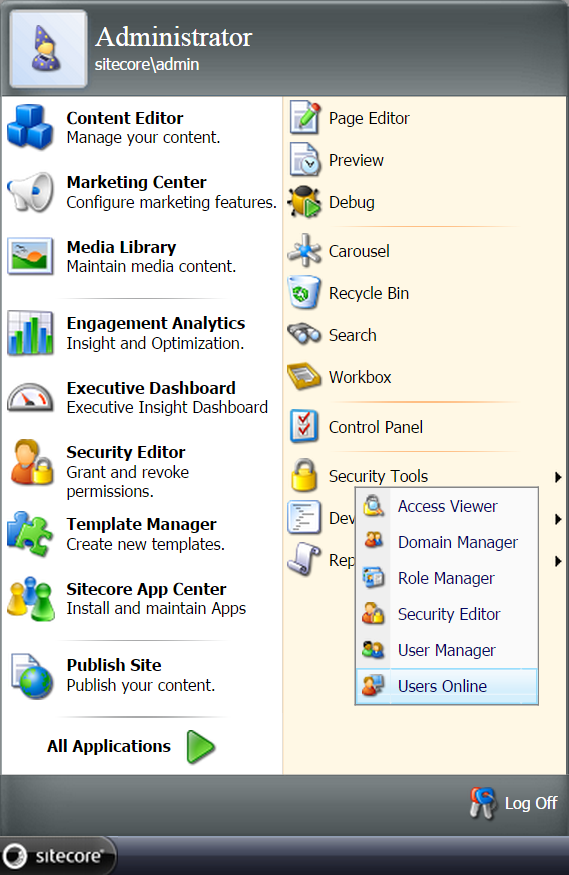 Administrator
sitecore\admin
Content Editor
Manage your content.
Marketing Center
Configure marketing features.
Media Library
Maintain media content.
Engagement Analytics
Insight and Optimization.
Executive Dashboard
Executive Insight Dashboard
Security Editor
Grant and revoke
permissions.
Template Manager
Create new templates.
Sitecore App Center
Install and maintain Apps
Publish Site
Publish your content.
All Applications
Page Editor
Preview
Debug
Carousel
Recycle Bin
Search
Workbox
Control Panel
Security Tools
Dev
Rep
Access Viewer
Domain Manager
Role Manager
Security Editor
User Manager
Users Online
Log Off
sitecore